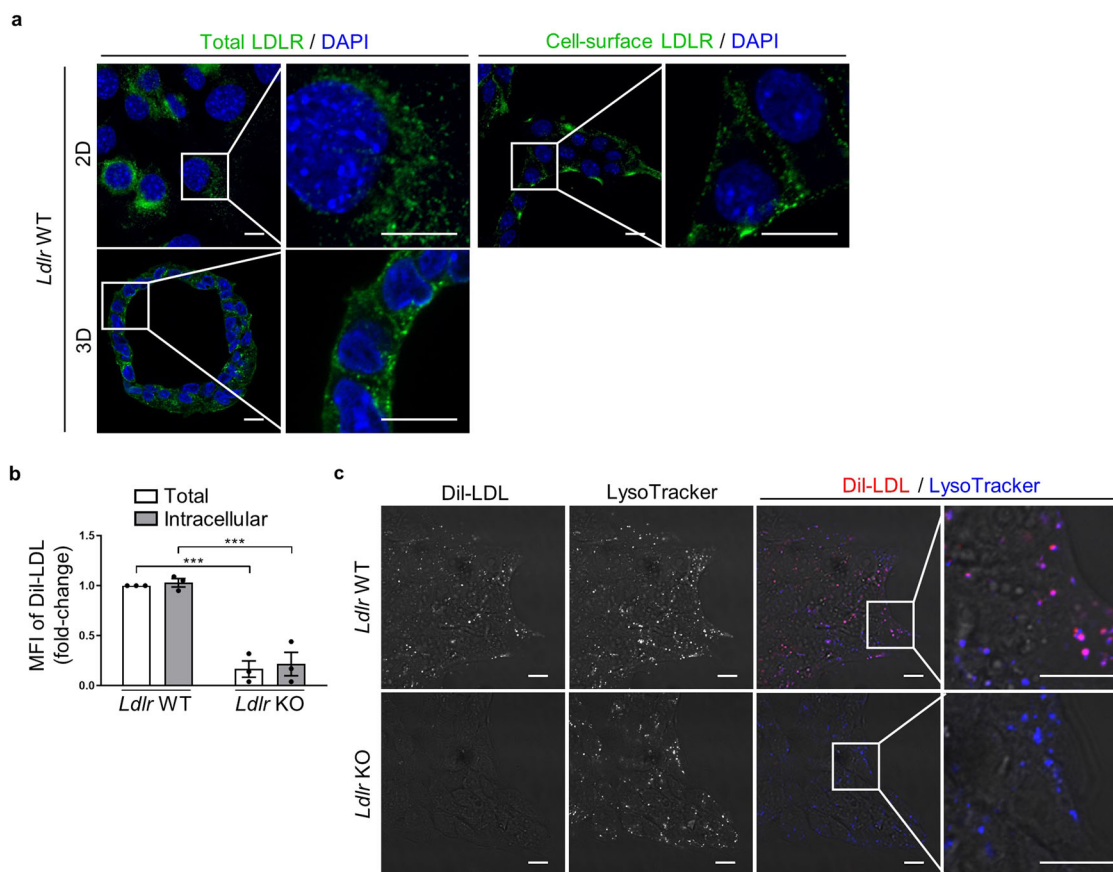 a
Total LDLR / DAPI
Cell-surface LDLR / DAPI
Ldlr WT
2D
3D
b
Total
Intracellular
MFI of Dil-LDL
(fold-change)
1.0
0.5
0.0
***
***
Ldlr WT
Ldlr KO
c
Dil-LDL
LysoTracker
Dil-LDL / LysoTracker
Ldlr WT
Ldlr KO